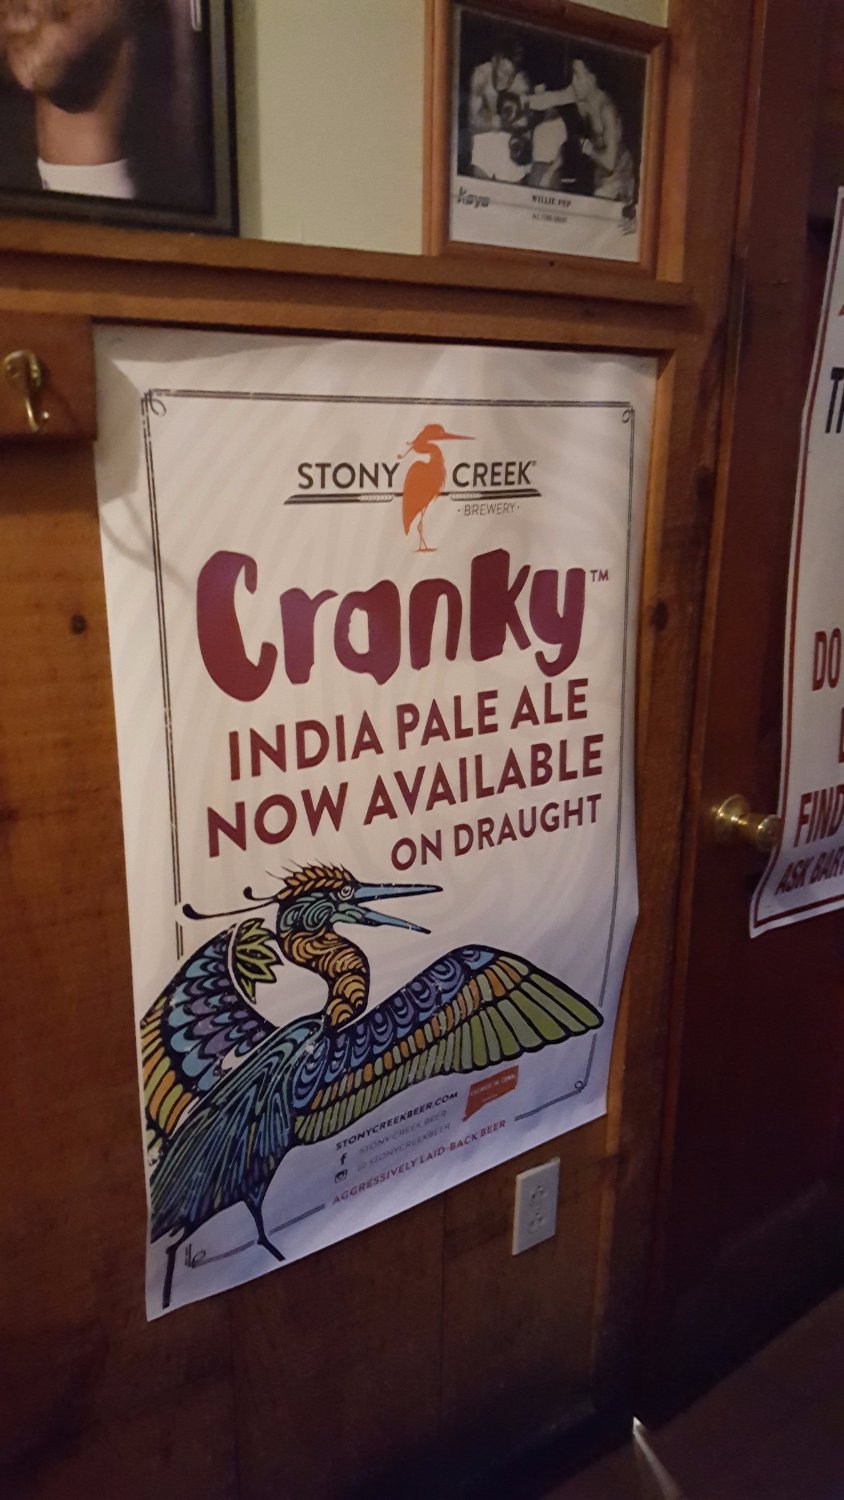 Kayo
WILLIE PEP
STONY CREEK®
· BREWERY ·
Cranky™
INDIA PALE ALE
NOW AVAILABLE
ON DRAUGHT
STONYCREEKBEER.COM
STONY CREEK BEER
@STONYCREEKBEER
AGGRESSIVELY LAID-BACK BEER
DO
FIND
ASK